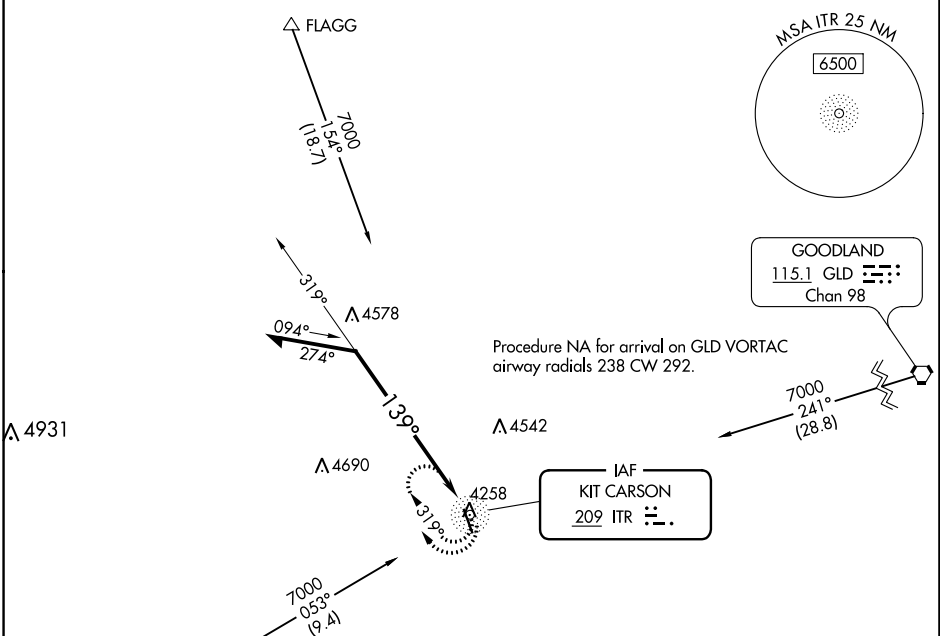 FLAGG
7000
154°
(18.7)
MSA ITR 25 NM
6500
GOODLAND
115.1 GLD
Chan 98
319°
4578
094°
274°
Procedure NA for arrival on GLD VORTAC
airway radials 238 CW 292.
7000
241°
(28.8)
139°
4931
4542
4690
4258
IAF
KIT CARSON
209 ITR
319°
7000
053°
(9.4)